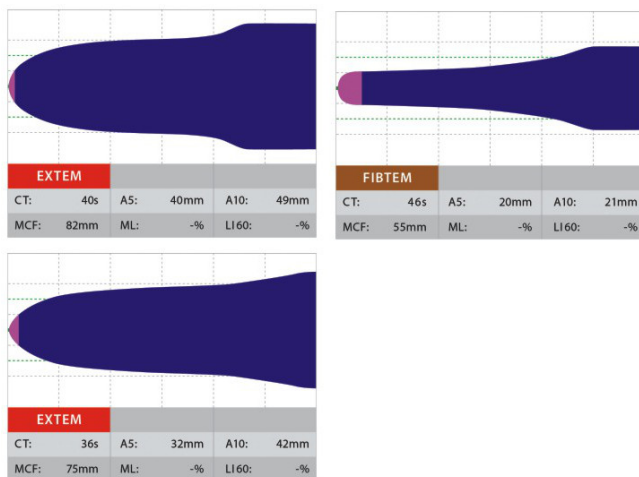 EXTEM
CT: 40s A5: 40mm A10: 49mm
MCF: 82mm ML: -% LI60: -%
FIBTEM
CT: 46s A5: 20mm A10: 21mm
MCF: 55mm ML: -% LI60: -%
EXTEM
CT: 36s A5: 32mm A10: 42mm
MCF: 75mm ML: -% LI60: -%